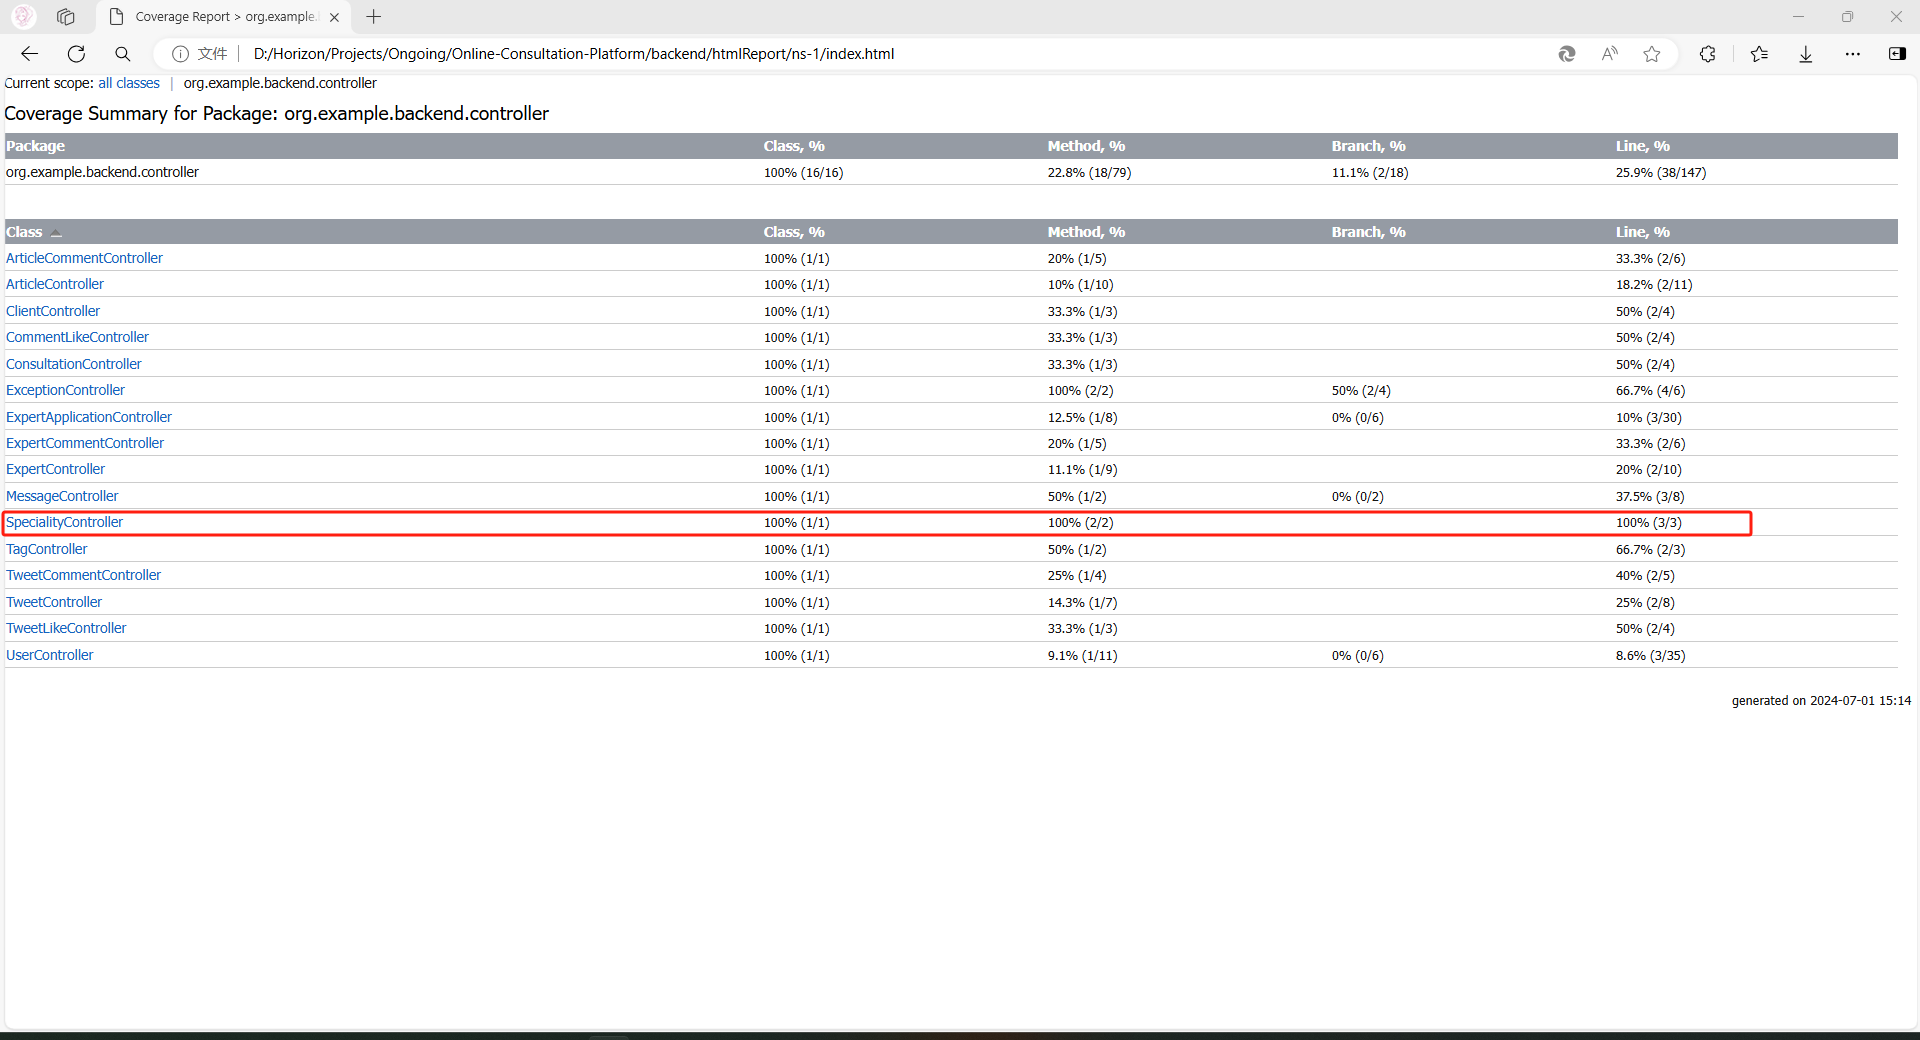 Coverage Report > org.example.
文件 D:/Horizon/Projects/Ongoing/Online-Consultation-Platform/backend/htmlReport/ns-1/index.html
Current scope: all classes | org.example.backend.controller
Coverage Summary for Package: org.example.backend.controller
Package Class, % Method, % Branch, % Line, %
org.example.backend.controller 100% (16/16) 22.8% (18/79) 11.1% (2/18) 25.9% (38/147)
Class Class, % Method, % Branch, % Line, %
ArticleCommentController 100% (1/1) 20% (1/5) 33.3% (2/6)
ArticleController 100% (1/1) 10% (1/10) 18.2% (2/11)
ClientController 100% (1/1) 33.3% (1/3) 50% (2/4)
CommentLikeController 100% (1/1) 33.3% (1/3) 50% (2/4)
ConsultationController 100% (1/1) 33.3% (1/3) 50% (2/4)
ExceptionController 100% (1/1) 100% (2/2) 50% (2/4) 66.7% (4/6)
ExpertApplicationController 100% (1/1) 12.5% (1/8) 0% (0/6) 10% (3/30)
ExpertCommentController 100% (1/1) 20% (1/5) 33.3% (2/6)
ExpertController 100% (1/1) 11.1% (1/9) 20% (2/10)
MessageController 100% (1/1) 50% (1/2) 0% (0/2) 37.5% (3/8)
SpecialityController 100% (1/1) 100% (2/2) 100% (3/3)
TagController 100% (1/1) 50% (1/2) 66.7% (2/3)
TweetCommentController 100% (1/1) 25% (1/4) 40% (2/5)
TweetController 100% (1/1) 14.3% (1/7) 25% (2/8)
TweetLikeController 100% (1/1) 33.3% (1/3) 50% (2/4)
UserController 100% (1/1) 9.1% (1/11) 0% (0/6) 8.6% (3/35)
generated on 2024-07-01 15:14